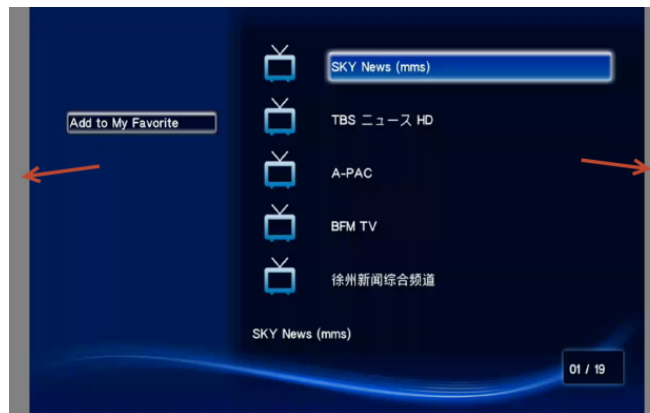 SKY News (mms)
Add to My Favorite
TBS ニュース HD
A-PAC
BFM TV
徐州新闻综合频道
SKY News (mms)
01 / 19